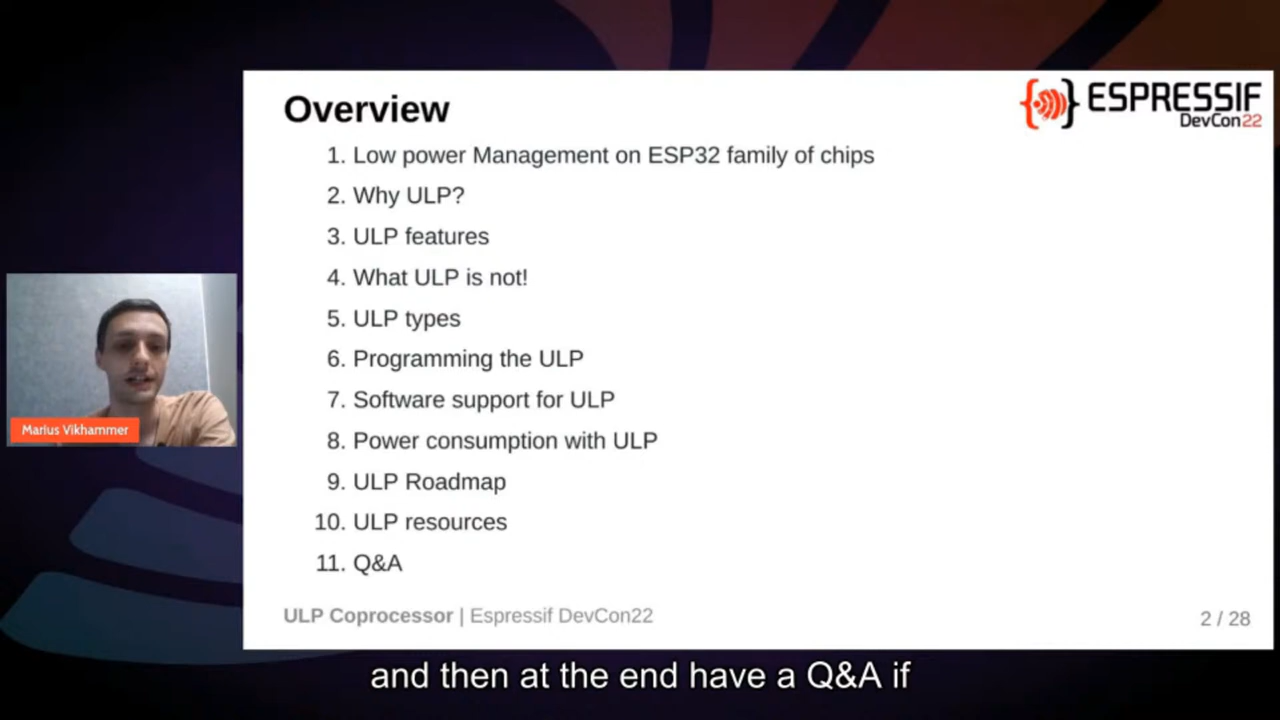 Overview
ESPRESSIF
DevCon22
1. Low power Management on ESP32 family of chips
2. Why ULP?
3. ULP features
4. What ULP is not!
5. ULP types
6. Programming the ULP
7. Software support for ULP
8. Power consumption with ULP
9. ULP Roadmap
10. ULP resources
11. Q&A
Marius Vikhammer
ULP Coprocessor | Espressif DevCon22
2 / 28
and then at the end have a Q&A if